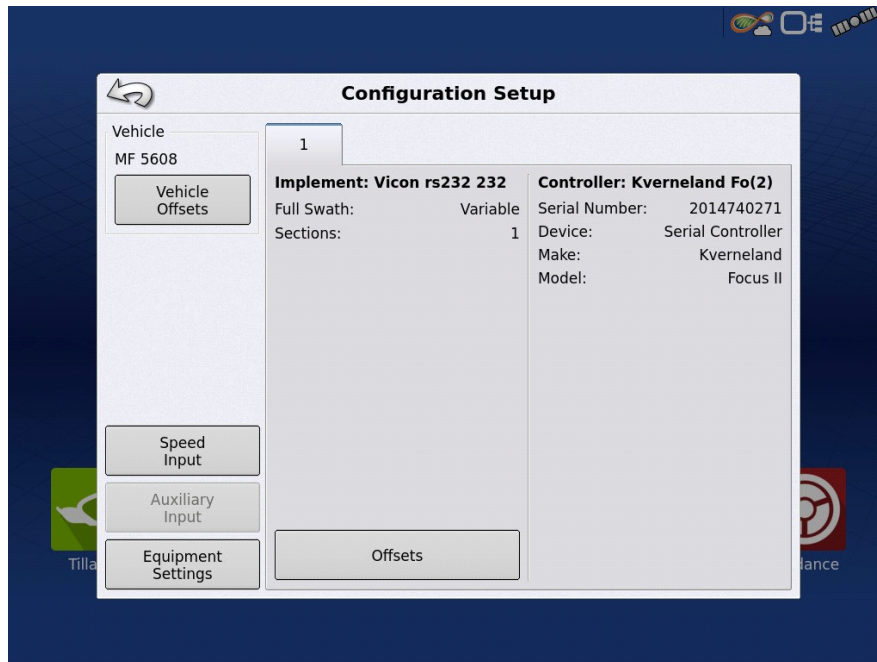 Configuration Setup
Vehicle
MF 5608
Vehicle
Offsets
1
Implement: Vicon rs232 232
Full Swath: Variable
Sections: 1
Controller: Kverneland Fo(2)
Serial Number: 2014740271
Device: Serial Controller
Make: Kverneland
Model: Focus II
Speed
Input
Auxiliary
Input
Equipment
Settings
Offsets
Tilla
dance